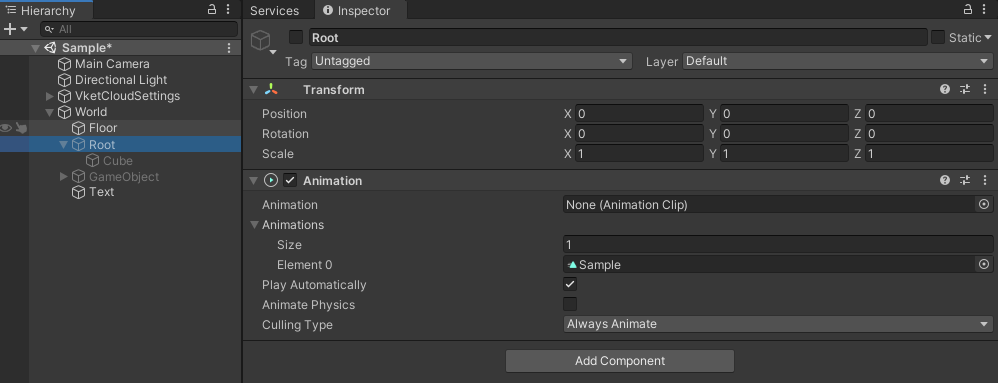 Hierarchy
All
Sample*
Main Camera
Directional Light
VketCloudSettings
World
Floor
Root
Cube
GameObject
Text
Services Inspector
Root Static
Tag Untagged Layer Default
Transform
Position X 0 Y 0 Z 0
Rotation X 0 Y 0 Z 0
Scale X 1 Y 1 Z 1
Animation
Animation None (Animation Clip)
Animations
Size 1
Element 0 Sample
Play Automatically
Animate Physics
Culling Type Always Animate
Add Component